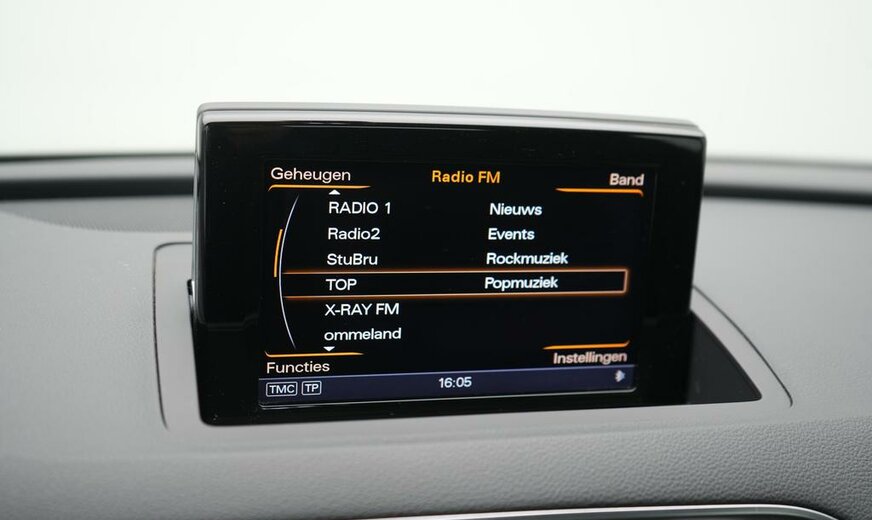 Geheugen Radio FM Band
RADIO 1 Nieuws
Radio2 Events
StuBru Rockmuziek
TOP Popmuziek
X-RAY FM
ommeland
Functies Instellingen
TMC TP 16:05